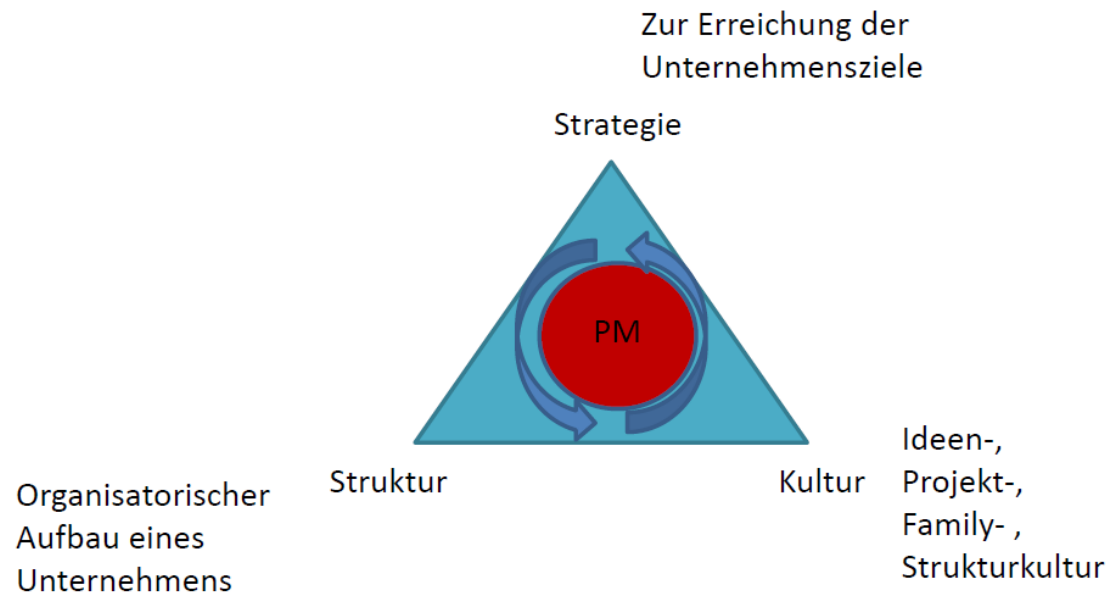 Zur Erreichung der
Unternehmensziele
Strategie
PM
Struktur
Organisatorischer
Aufbau eines
Unternehmens
Kultur
Ideen-,
Projekt-,
Family- ,
Strukturkultur